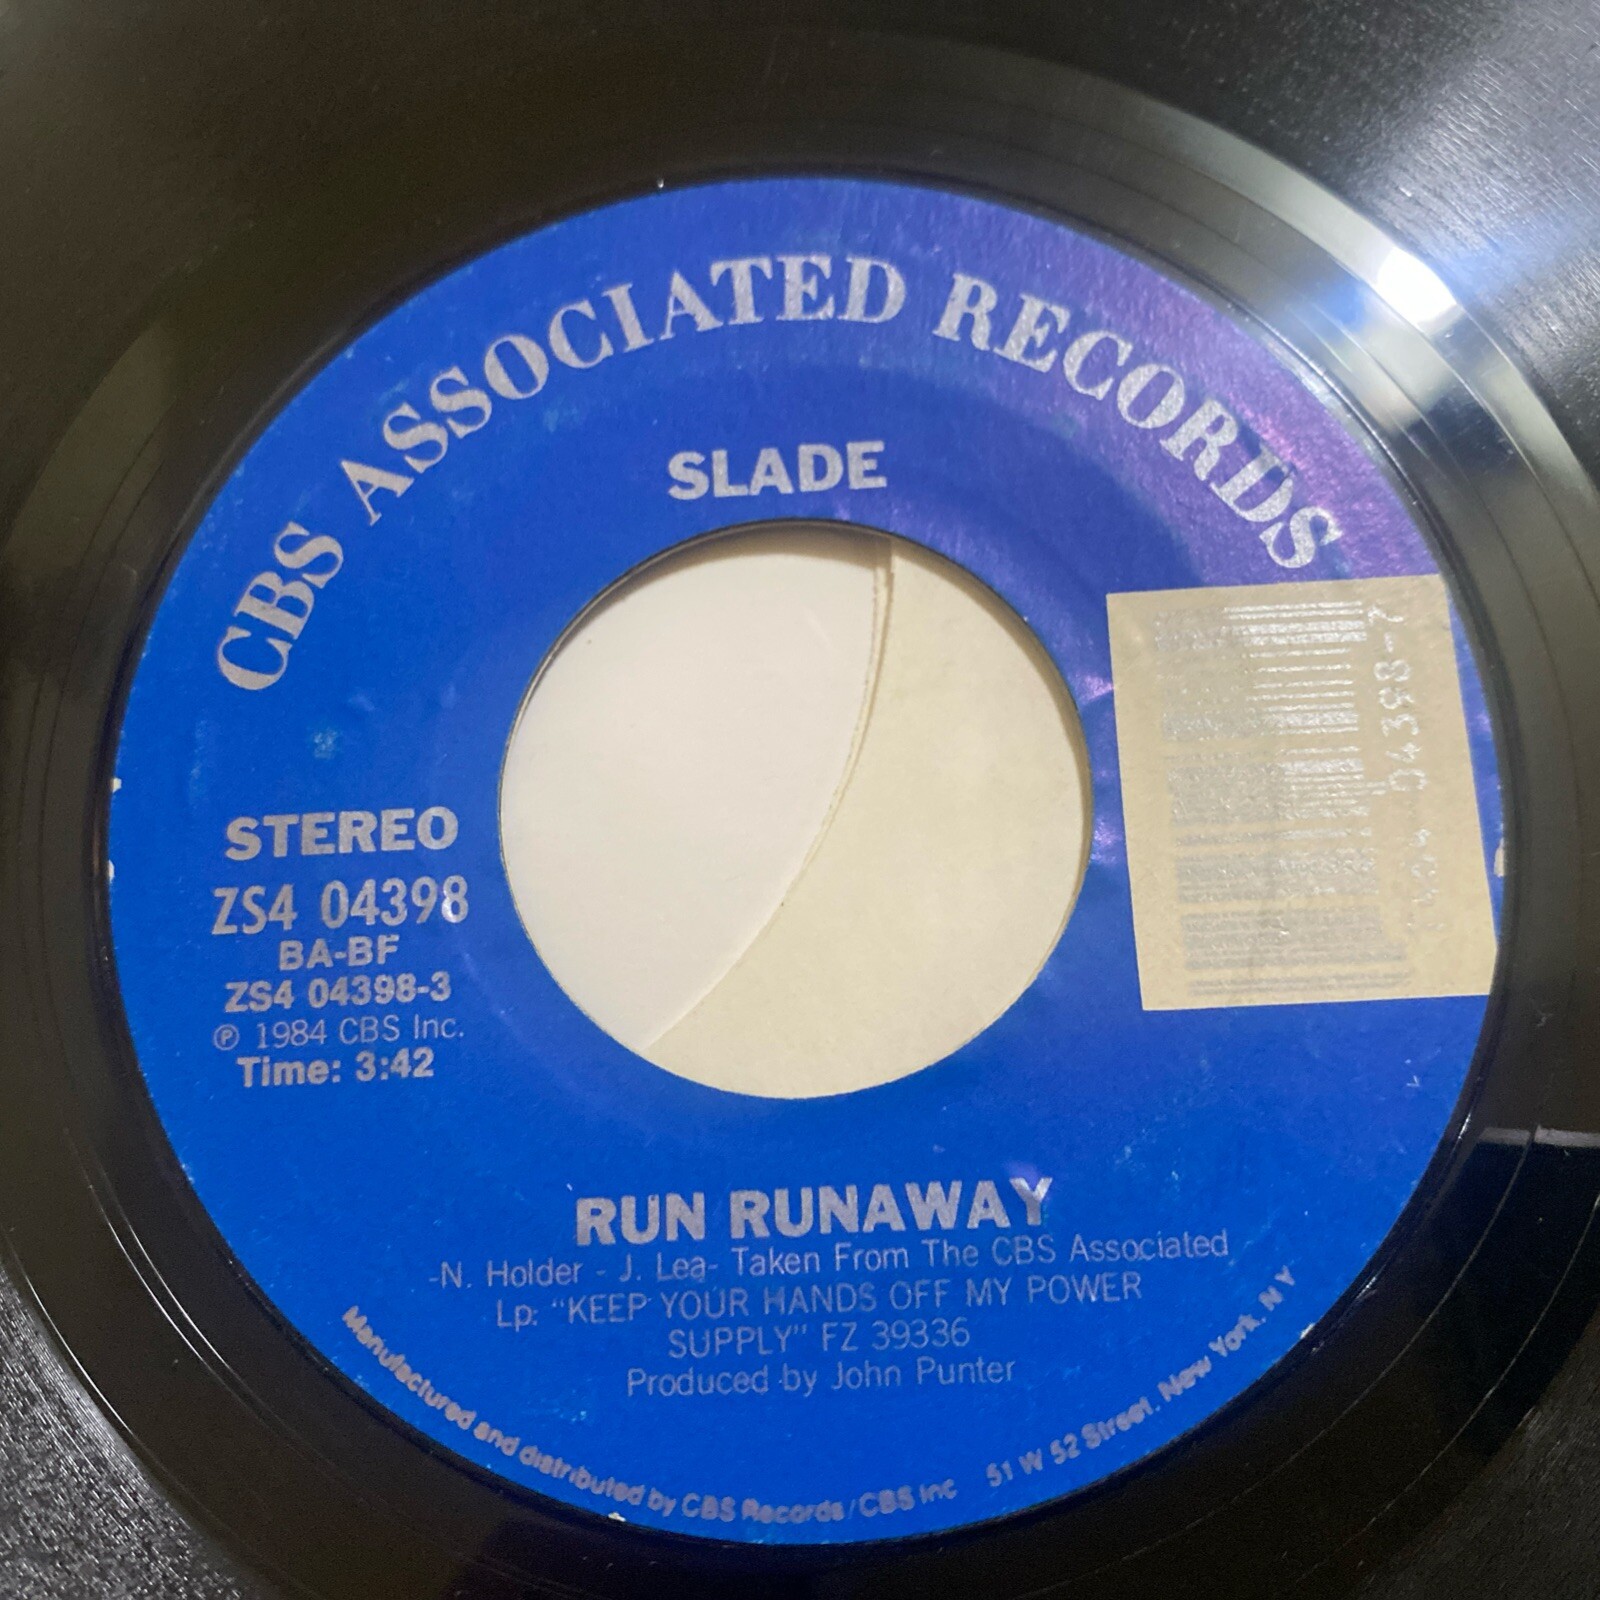 CBS ASSOCIATED RECORDS
SLADE
04398-7
STEREO
ZS4 04398
BA-BF
ZS4 04398-3
℗ 1984 CBS Inc.
Time: 3:42
RUN RUNAWAY
-N. Holder - J. Lea- Taken From The CBS Associated
Lp: "KEEP YOUR HANDS OFF MY POWER
SUPPLY" FZ 39336
Produced by John Punter
Manufactured and distributed by CBS Records/CBS Inc 51 W 52 Street, New York, N Y